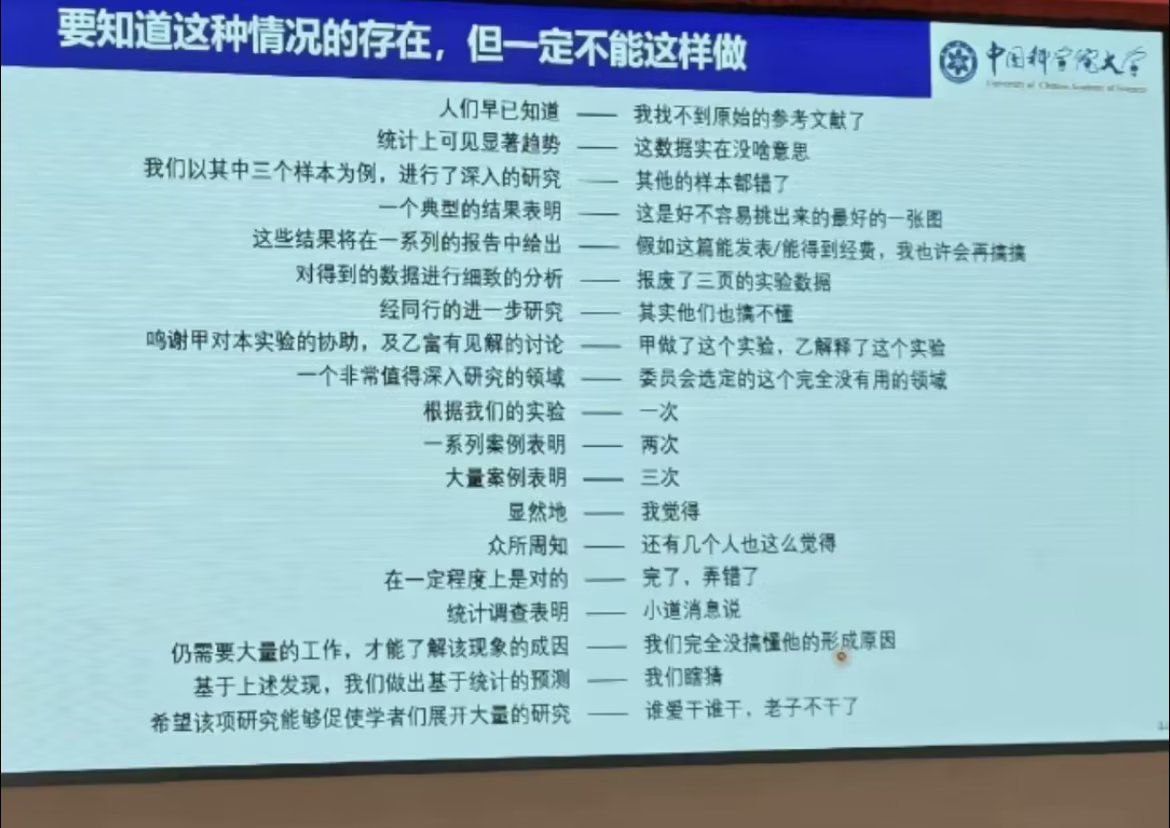 要知道这种情况的存在，但一定不能这样做
中国科学院大学
University of Chinese Academy of Sciences
人们早已知道 —— 我找不到原始的参考文献了
统计上可见显著趋势 —— 这数据实在没啥意思
我们以其中三个样本为例，进行了深入的研究 —— 其他的样本都错了
一个典型的结果表明 —— 这是好不容易挑出来的最好的一张图
这些结果将在一系列的报告中给出 —— 假如这篇能发表/能得到经费，我也许会再搞搞
对得到的数据进行细致的分析 —— 报废了三页的实验数据
经同行的进一步研究 —— 其实他们也搞不懂
鸣谢甲对本实验的协助，及乙富有见解的讨论 —— 甲做了这个实验，乙解释了这个实验
一个非常值得深入研究的领域 —— 委员会选定的这个完全没有用的领域
根据我们的实验 —— 一次
一系列案例表明 —— 两次
大量案例表明 —— 三次
显然地 —— 我觉得
众所周知 —— 还有几个人也这么觉得
在一定程度上是对的 —— 完了，弄错了
统计调查表明 —— 小道消息说
仍需要大量的工作，才能了解该现象的成因 —— 我们完全没搞懂他的形成原因
基于上述发现，我们做出基于统计的预测 —— 我们瞎猜
希望该项研究能够促使学者们展开大量的研究 —— 谁爱干谁干，老子不干了